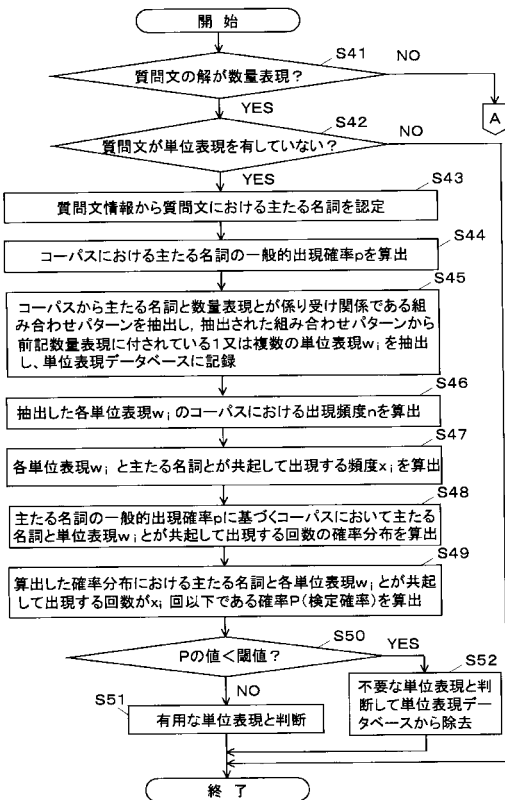 開始
S41
NO
質問文の解が数量表現?
YES
A
S42
NO
質問文が単位表現を有していない?
YES
S43
質問文情報から質問文における主たる名詞を認定
S44
コーパスにおける主たる名詞の一般的出現確率pを算出
S45
コーパスから主たる名詞と数量表現とが係り受け関係である組
み合わせパターンを抽出し,抽出された組み合わせパターンから
前記数量表現に付されている1又は複数の単位表現wiを抽出
し、単位表現データベースに記録
S46
抽出した各単位表現wiのコーパスにおける出現頻度nを算出
S47
各単位表現wiと主たる名詞とが共起して出現する頻度xiを算出
S48
主たる名詞の一般的出現確率pに基づくコーパスにおいて主たる
名詞と単位表現wiとが共起して出現する回数の確率分布を算出
S49
算出した確率分布における主たる名詞と各単位表現wiとが共起
して出現する回数がxi回以下である確率P(検定確率)を算出
S50
YES
Pの値<閾値?
S52
NO
不要な単位表現と判
断して単位表現デー
タベースから除去
S51
有用な単位表現と判断
終了